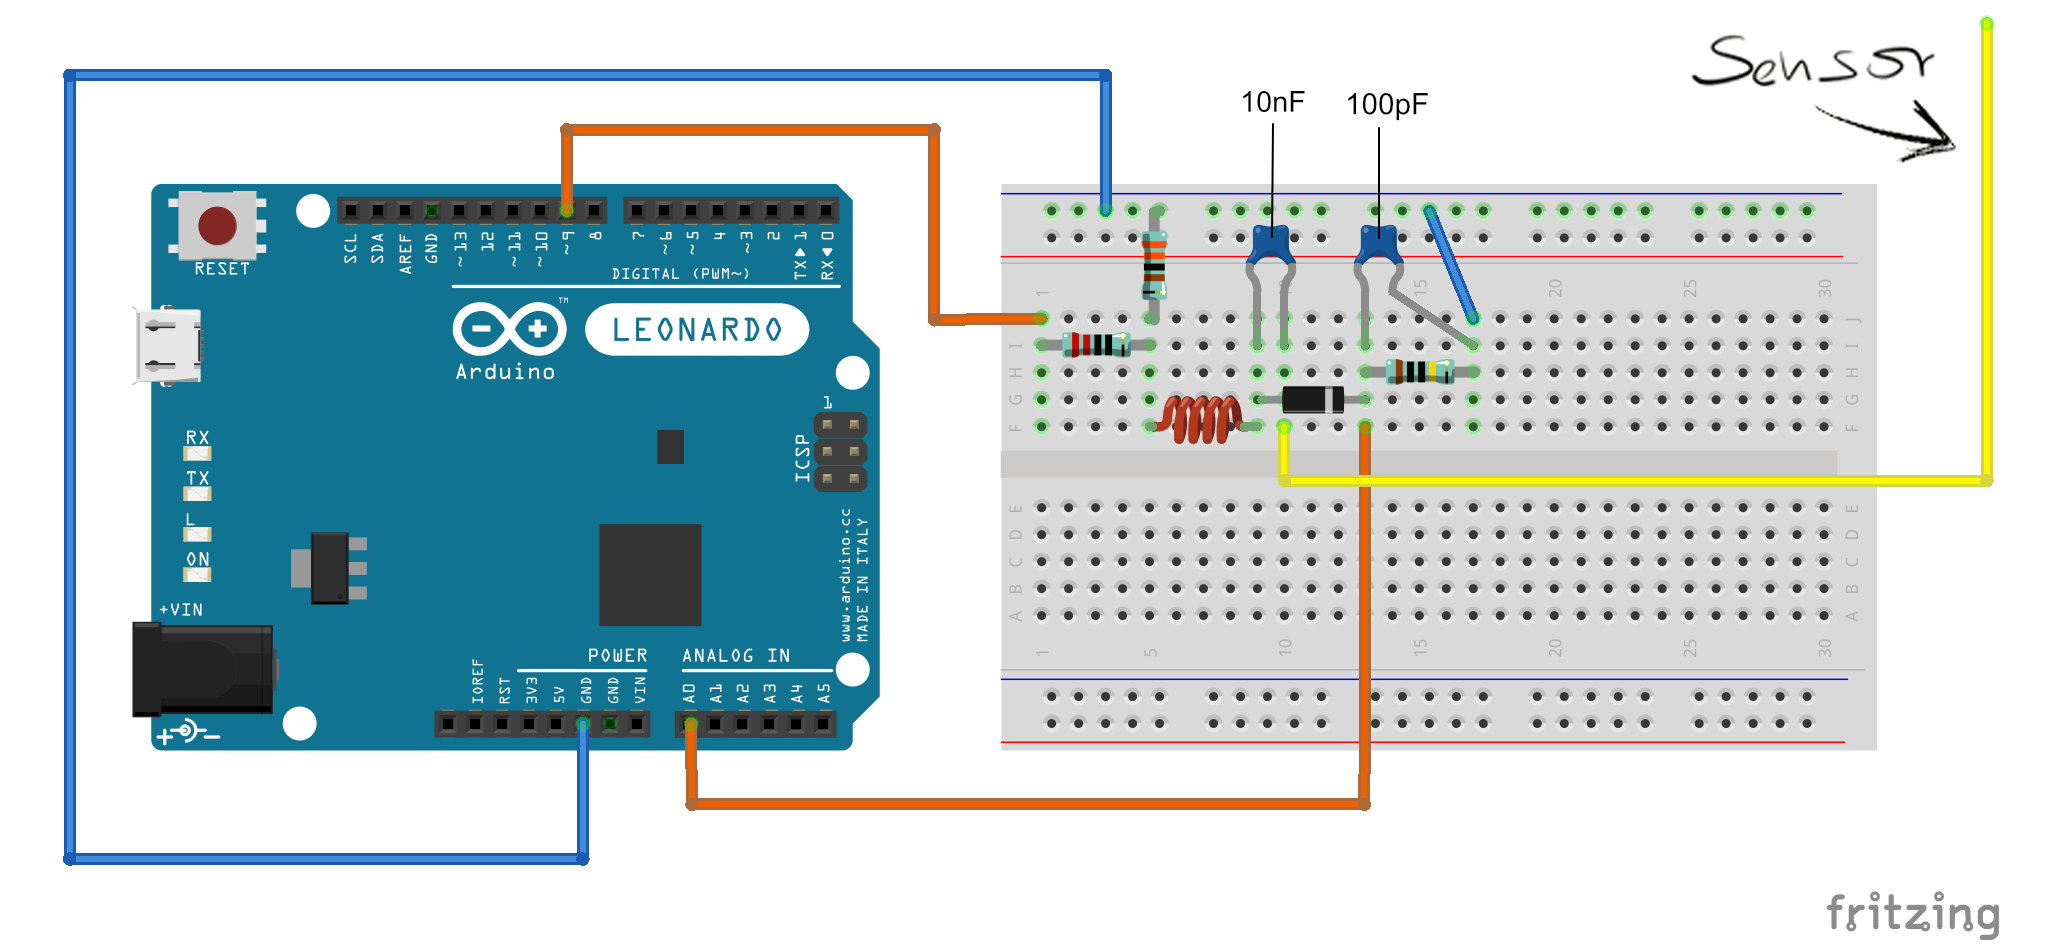 Sensor
10nF
100pF
RESET
SCL
SDA
AREF
GND
~13
12
~11
~10
~9
8
7
~6
~5
4
~3
2
TX▶1
RX◀0
DIGITAL (PWM~)
TM
LEONARDO
Arduino
1
ICSP
RX
TX
L
ON
+VIN
www.arduino.cc
MADE IN ITALY
POWER
ANALOG IN
IOREF
RST
3V3
5V
GND
GND
VIN
A0
A1
A2
A3
A4
A5
+ −
1 10 15 20 25 30
J J
I I
H H
G G
F F
E E
D D
C C
B B
A A
1 5 10 15 20 25 30
fritzing